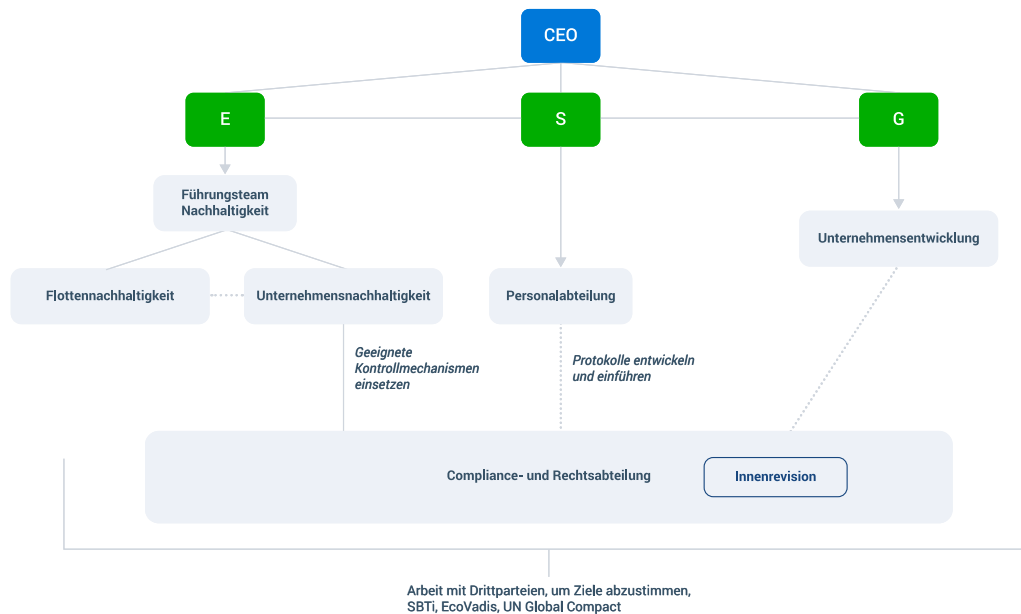 CEO
E
S
G
Führungsteam
Nachhaltigkeit
Unternehmensentwicklung
Flottennachhaltigkeit
Unternehmensnachhaltigkeit
Personalabteilung
Geeignete
Kontrollmechanismen
einsetzen
Protokolle entwickeln
und einführen
Compliance- und Rechtsabteilung
Innenrevision
Arbeit mit Drittparteien, um Ziele abzustimmen,
SBTi, EcoVadis, UN Global Compact